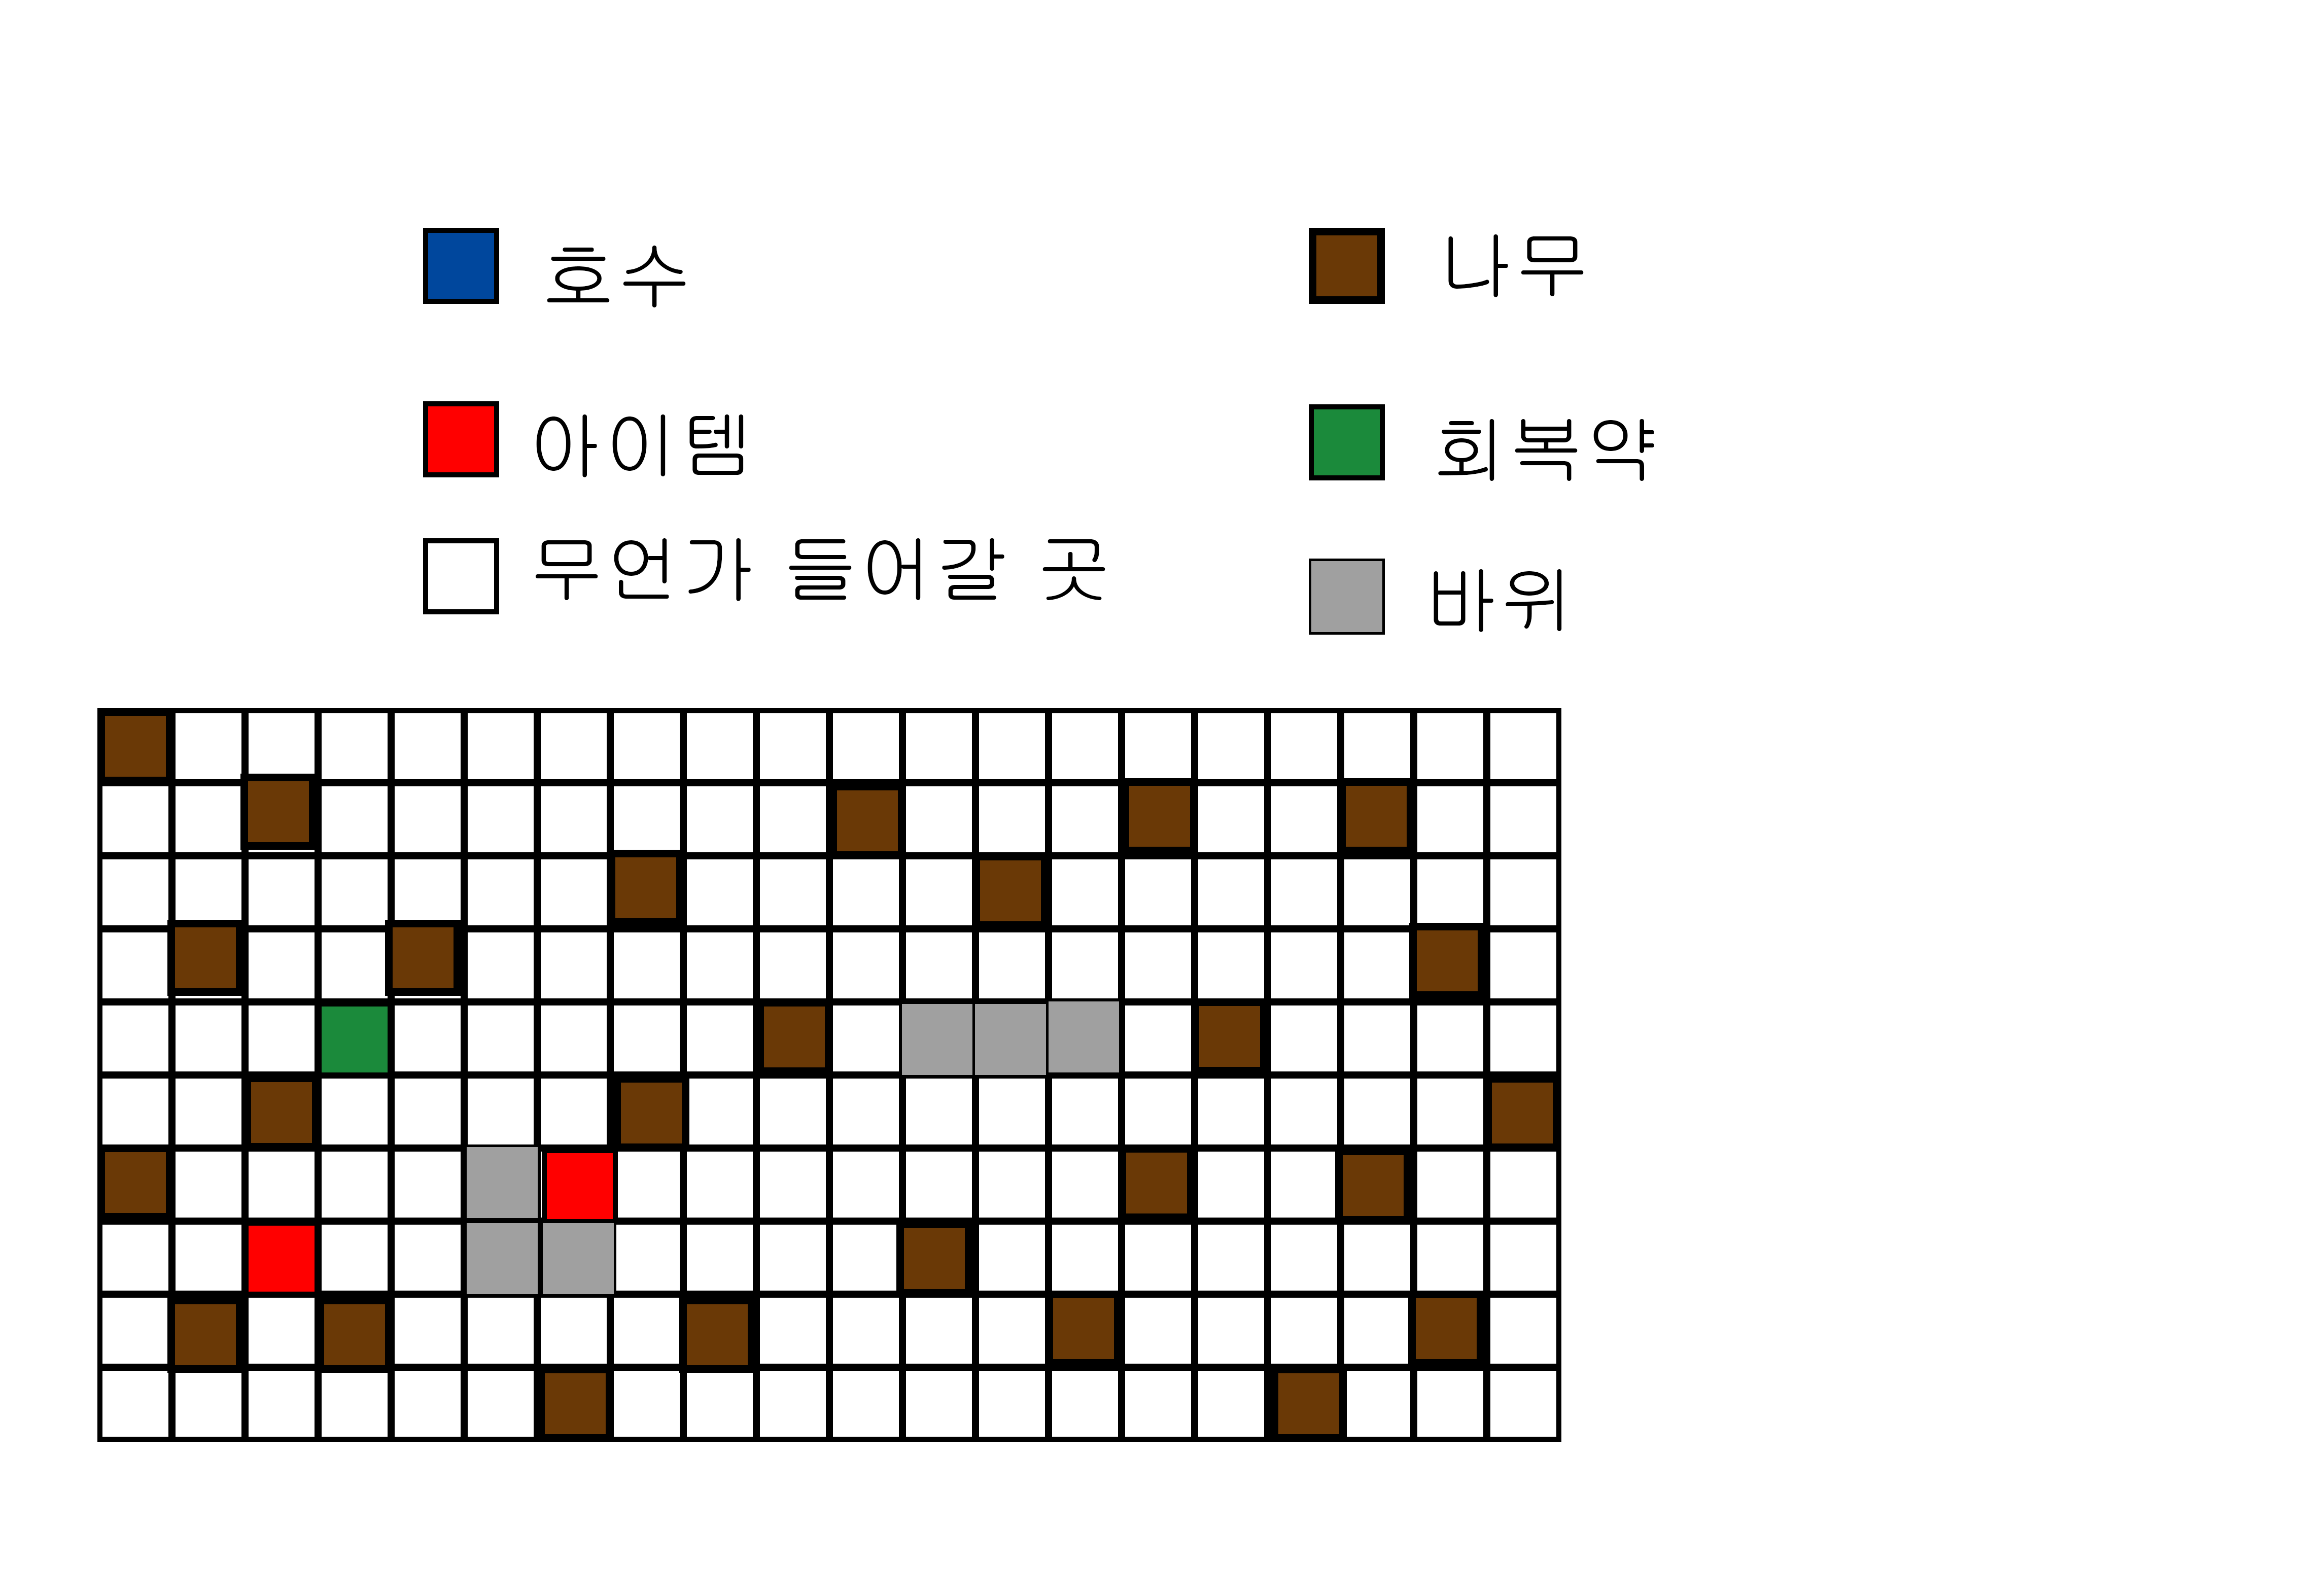 호수
나무
아이템
회복약
무언가 들어갈 곳
바위